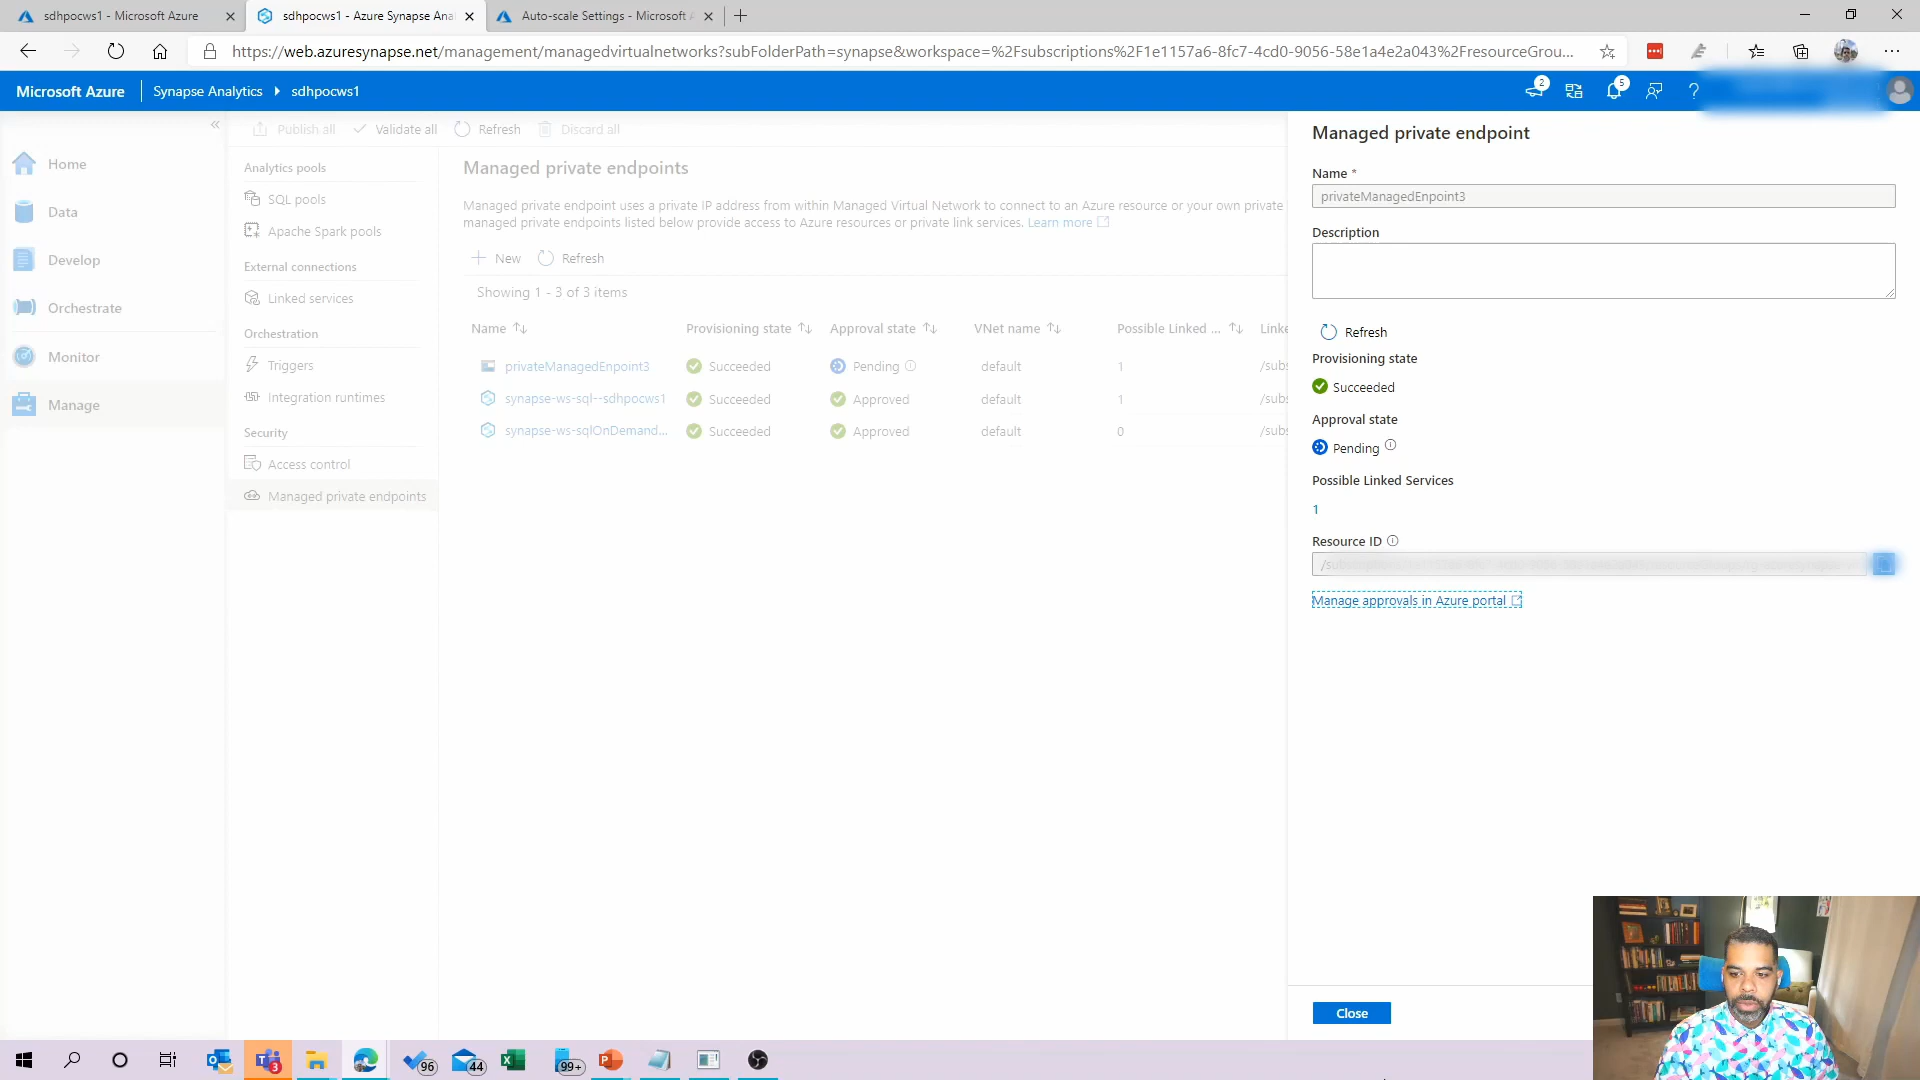 sdhpocws1 - Microsoft Azure
sdhpocws1 - Azure Synapse Anal
Auto-scale Settings - Microsoft A
https://web.azuresynapse.net/management/managedvirtualnetworks?subFolderPath=synapse&workspace=%2Fsubscriptions%2F1e1157a6-8fc7-4cd0-9056-58e1a4e2a043%2FresourceGrou...
Microsoft Azure
Synapse Analytics
sdhpocws1
2
5
?
Home
Data
Develop
Orchestrate
Monitor
Manage
Publish all
Validate all
Refresh
Discard all
Analytics pools
SQL pools
Apache Spark pools
External connections
Linked services
Orchestration
Triggers
Integration runtimes
Security
Access control
Managed private endpoints
Managed private endpoints
Managed private endpoint uses a private IP address from within Managed Virtual Network to connect to an Azure resource or your own private
managed private endpoints listed below provide access to Azure resources or private link services. Learn more
New
Refresh
Showing 1 - 3 of 3 items
Name Provisioning state Approval state VNet name Possible Linked ... Linke
privateManagedEnpoint3 Succeeded Pending default 1 /subs
synapse-ws-sql--sdhpocws1 Succeeded Approved default 1 /subs
synapse-ws-sqlOnDemand... Succeeded Approved default 0 /subs
Managed private endpoint
Name *
privateManagedEnpoint3
Description
Refresh
Provisioning state
Succeeded
Approval state
Pending
Possible Linked Services
1
Resource ID
Manage approvals in Azure portal
Close
3
96
44
99+